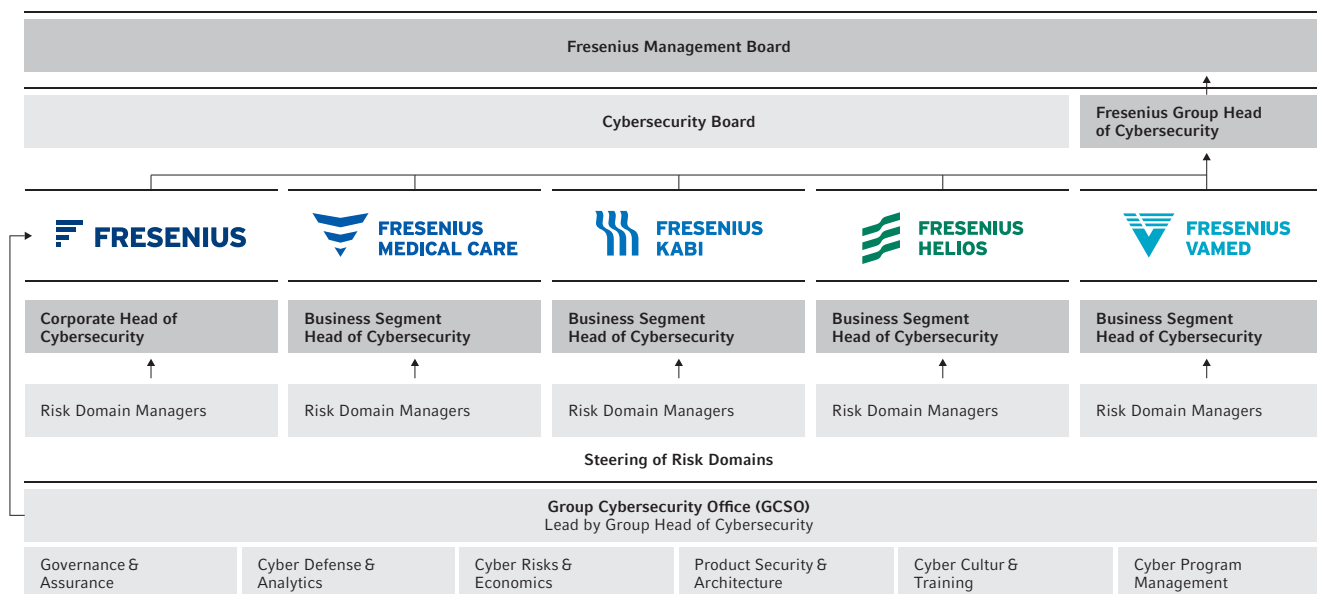 Fresenius Management Board
Cybersecurity Board
Fresenius Group Head
of Cybersecurity
FRESENIUS
FRESENIUS
MEDICAL CARE
FRESENIUS
KABI
FRESENIUS
HELIOS
FRESENIUS
VAMED
Corporate Head of
Cybersecurity
Business Segment
Head of Cybersecurity
Business Segment
Head of Cybersecurity
Business Segment
Head of Cybersecurity
Business Segment
Head of Cybersecurity
Risk Domain Managers
Risk Domain Managers
Risk Domain Managers
Risk Domain Managers
Risk Domain Managers
Steering of Risk Domains
Group Cybersecurity Office (GCSO)
Lead by Group Head of Cybersecurity
Governance &
Assurance
Cyber Defense &
Analytics
Cyber Risks &
Economics
Product Security &
Architecture
Cyber Cultur &
Training
Cyber Program
Management